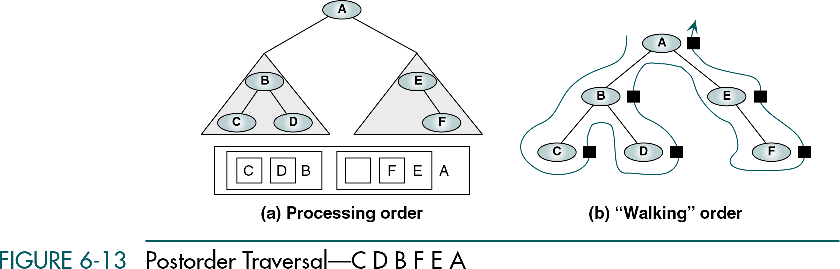 A
B
E
C
D
F
C D B F E A
(a) Processing order
A
B
E
C
D
F
(b) “Walking” order
FIGURE 6-13 Postorder Traversal—C D B F E A